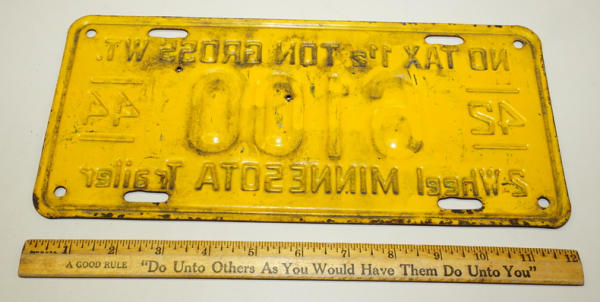 NO TAX 1½ TON GROSS WT.
42 6100 44
2-Wheel MINNESOTA Trailer
1 2 3 4 5 6 7 8 9 10 11 12
A GOOD RULE "Do Unto Others As You Would Have Them Do Unto You"